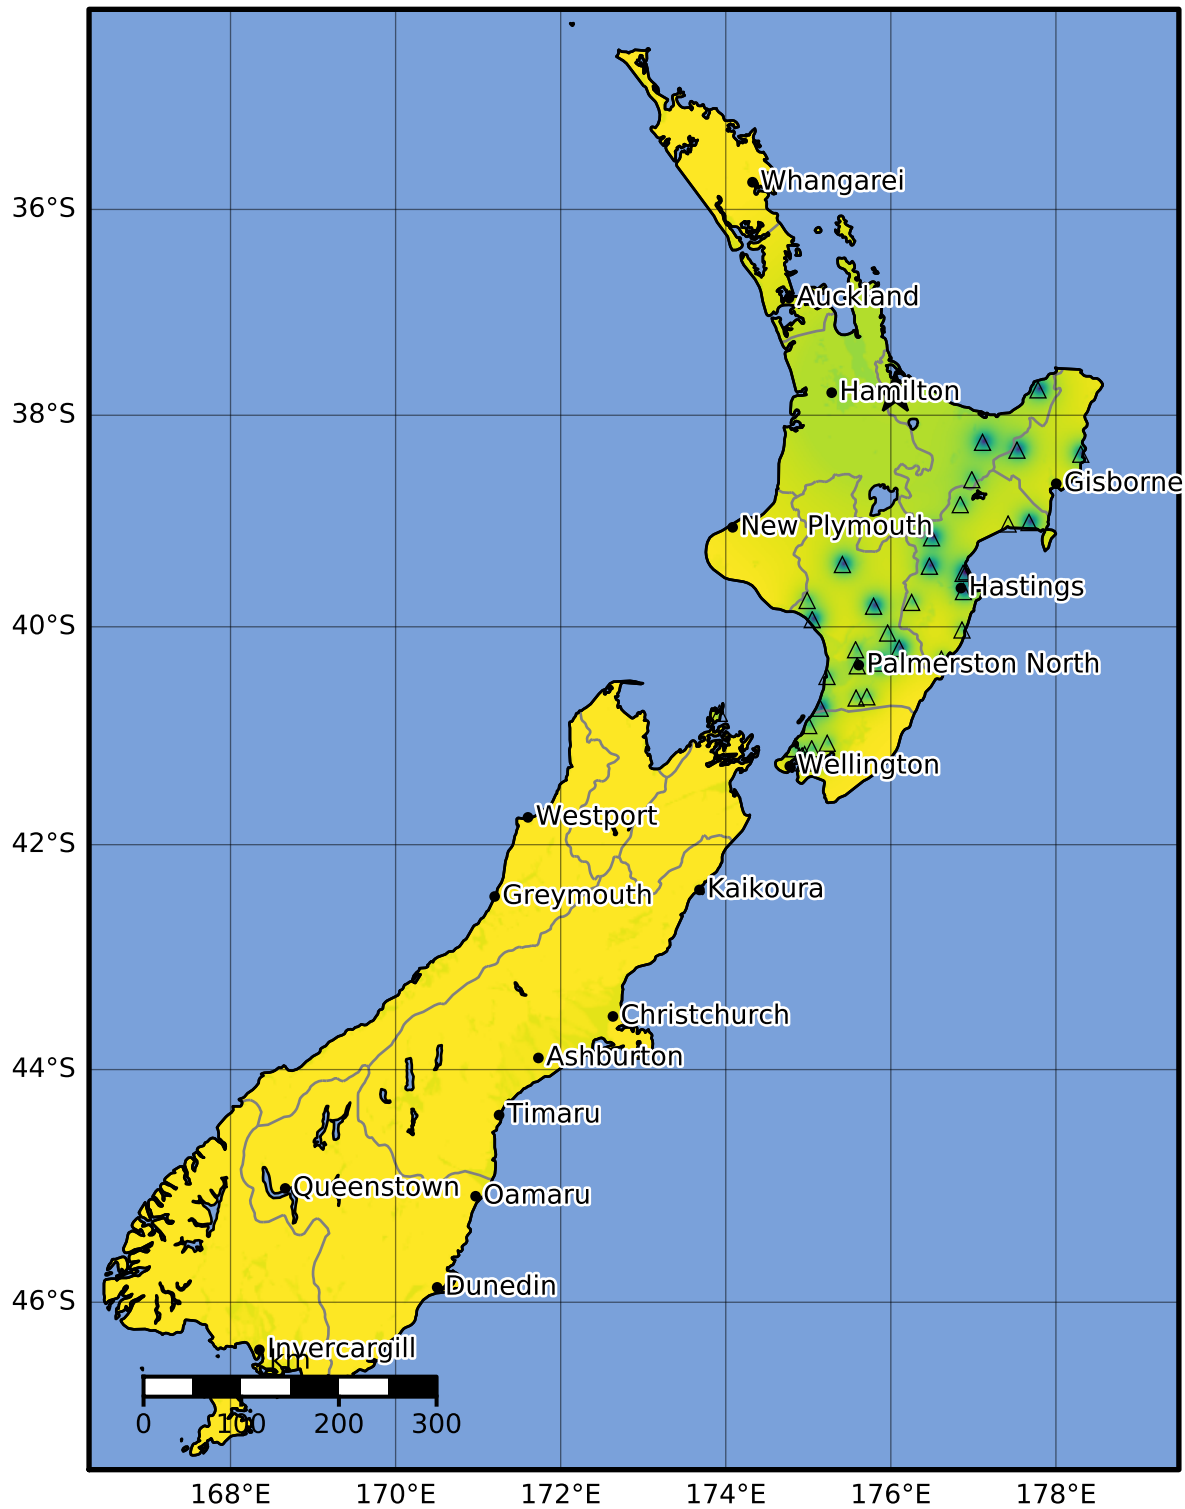 Whangarei
36°S
Auckland
Hamilton
38°S
Gisborne
New Plymouth
Hastings
40°S
Palmerston North
Wellington
Westport
42°S
Kaikoura
Greymouth
Christchurch
Ashburton
44°S
Timaru
Queenstown
Oamaru
Dunedin
46°S
Invercargill
km
0 100 200 300
168°E 170°E 172°E 174°E 176°E 178°E